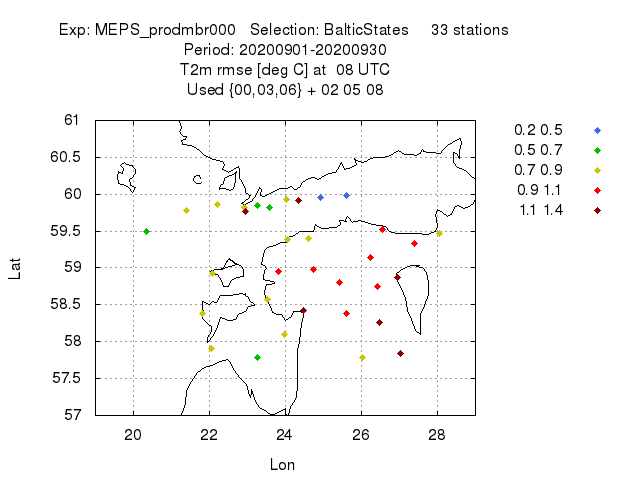 Exp: MEPS_prodmbr000 Selection: BalticStates 33 stations
Period: 20200901-20200930
T2m rmse [deg C] at 08 UTC
Used {00,03,06} + 02 05 08
0.2 0.5
0.5 0.7
0.7 0.9
0.9 1.1
1.1 1.4
61
60.5
60
59.5
59
58.5
58
57.5
57
Lat
20 22 24 26 28
Lon